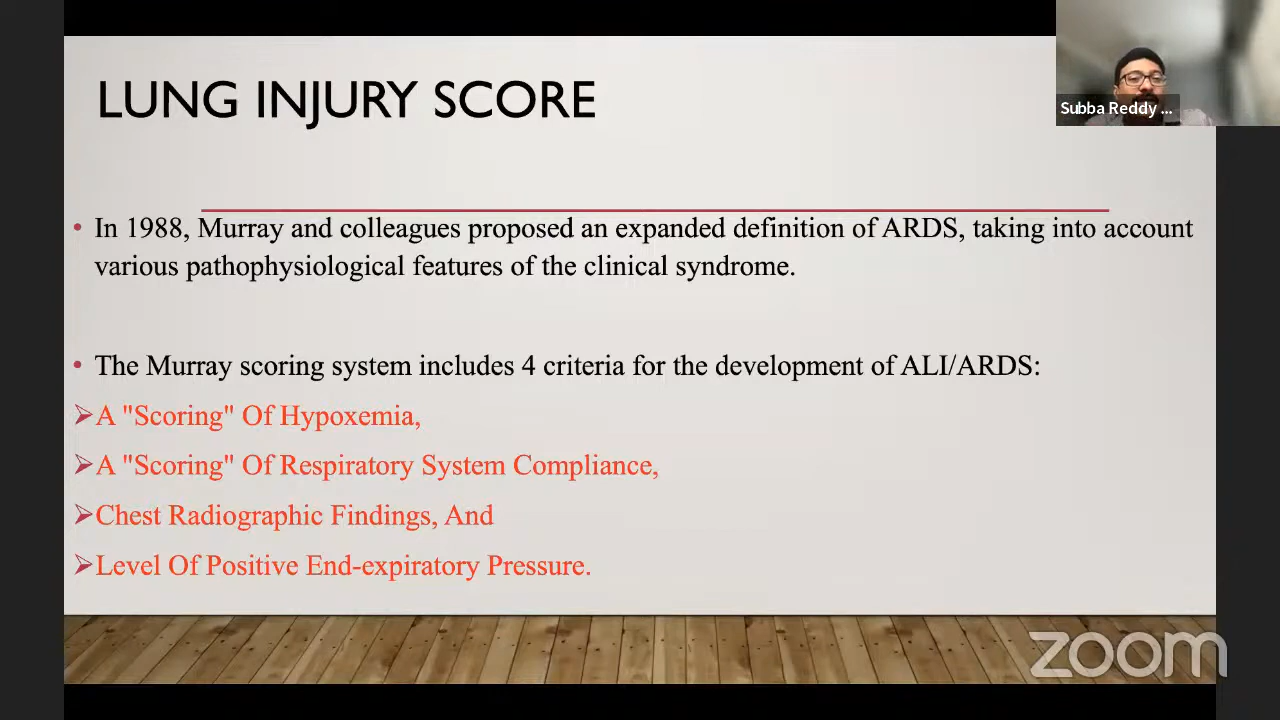 LUNG INJURY SCORE
Subba Reddy ...
• In 1988, Murray and colleagues proposed an expanded definition of ARDS, taking into account
various pathophysiological features of the clinical syndrome.
• The Murray scoring system includes 4 criteria for the development of ALI/ARDS:
➢A "Scoring" Of Hypoxemia,
➢A "Scoring" Of Respiratory System Compliance,
➢Chest Radiographic Findings, And
➢Level Of Positive End-expiratory Pressure.
zoom